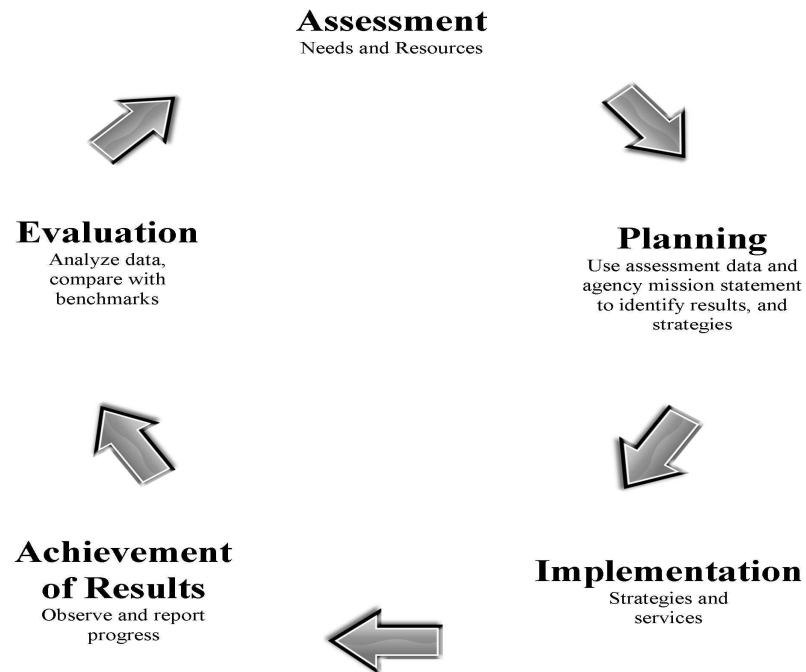 Assessment
Needs and Resources
Evaluation
Analyze data,
compare with
benchmarks
Planning
Use assessment data and
agency mission statement
to identify results, and
strategies
Achievement
of Results
Observe and report
progress
Implementation
Strategies and
services